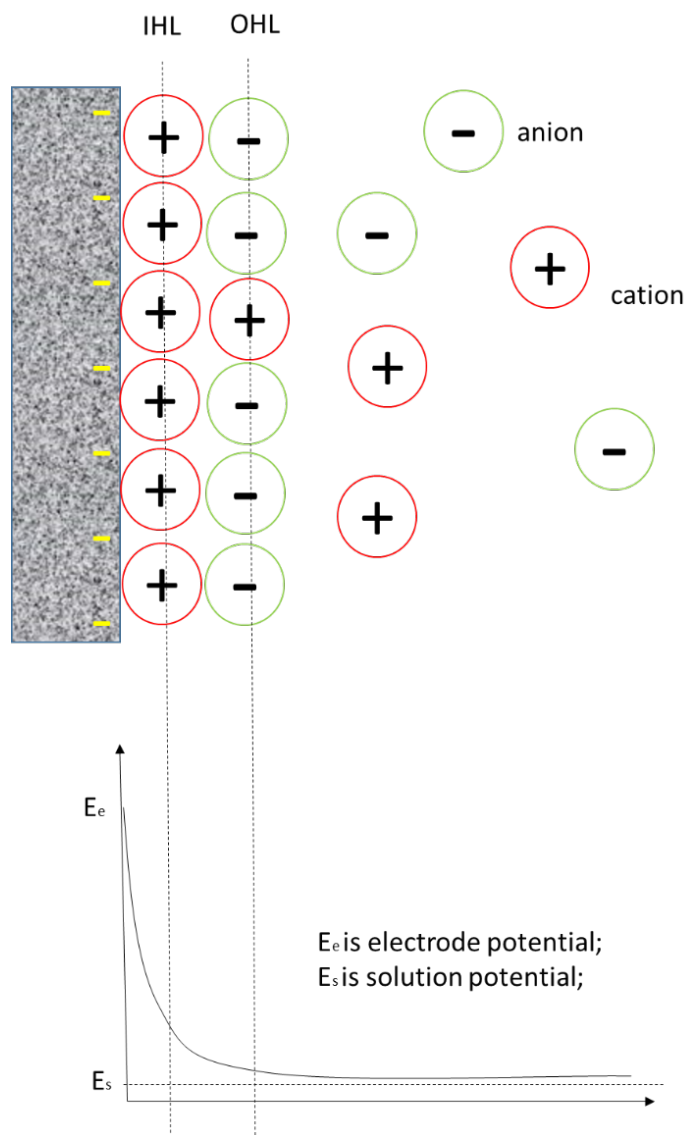 IHL OHL
+ - - anion
+ - - +
+ + cation
+ - +
+ - -
+ - +
Ee
Ee is electrode potential;
Es is solution potential;
Es